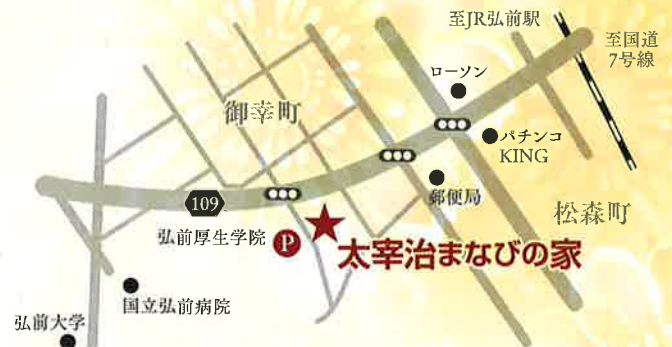 至JR弘前駅
至国道
7号線
ローソン
御幸町
パチンコ
KING
郵便局
109
松森町
弘前厚生学院
P
太宰治まなびの家
国立弘前病院
弘前大学